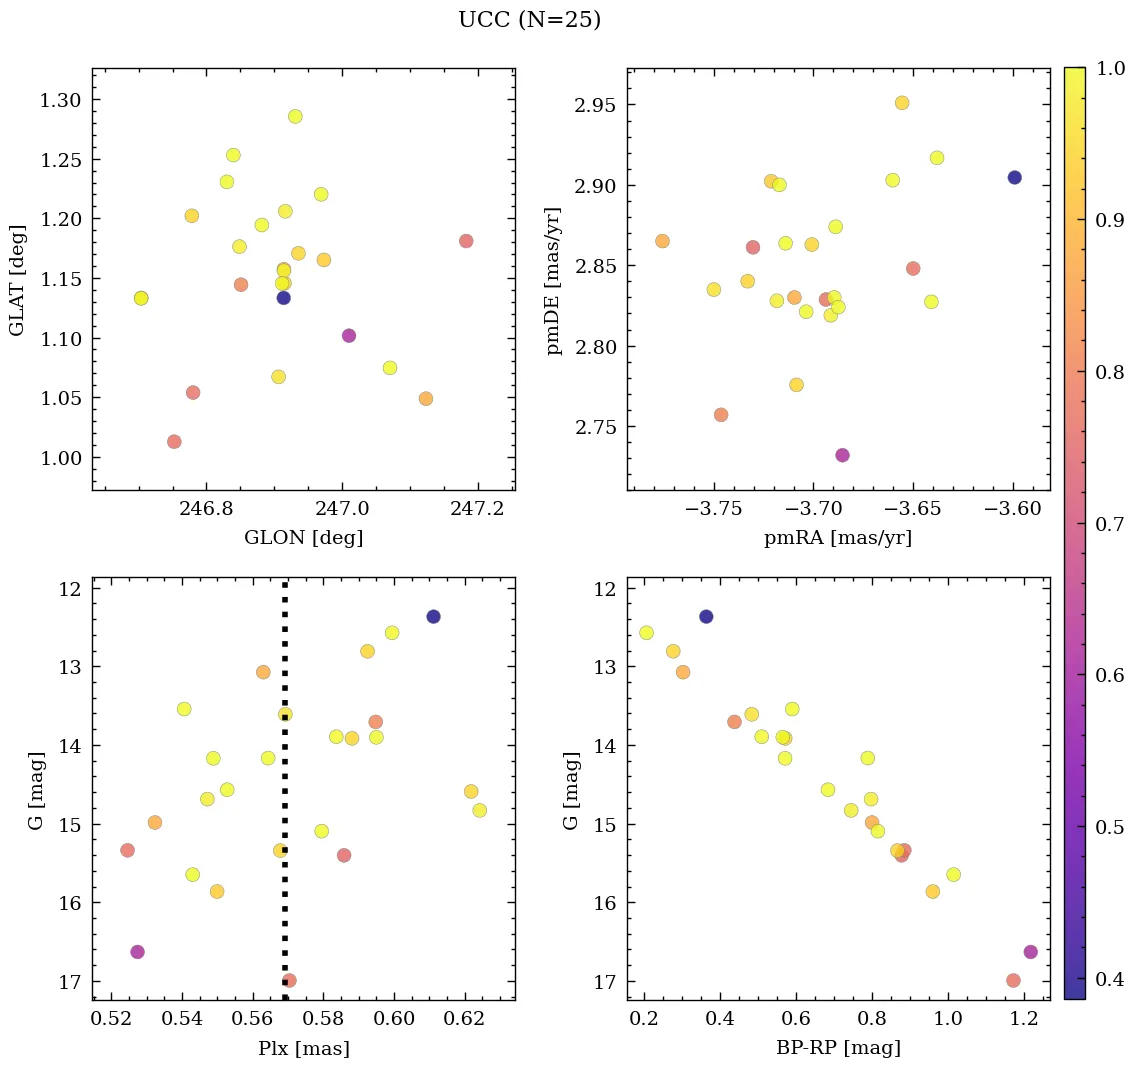 UCC (N=25)
1.30
1.25
1.20
1.15
1.10
1.05
1.00
GLAT [deg]
246.8 247.0 247.2
GLON [deg]
2.95
2.90
2.85
2.80
2.75
pmDE [mas/yr]
−3.75 −3.70 −3.65 −3.60
pmRA [mas/yr]
12
13
14
15
16
17
G [mag]
0.52 0.54 0.56 0.58 0.60 0.62
Plx [mas]
12
13
14
15
16
17
G [mag]
0.2 0.4 0.6 0.8 1.0 1.2
BP-RP [mag]
1.0
0.9
0.8
0.7
0.6
0.5
0.4